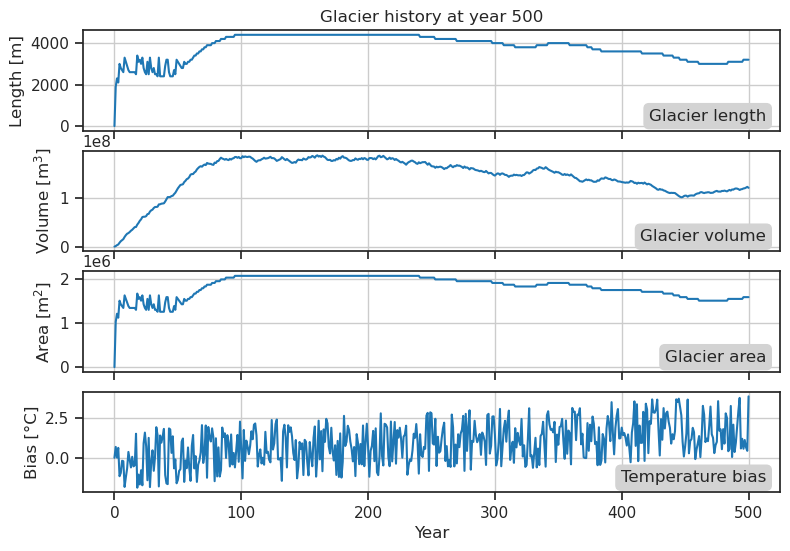 Glacier history at year 500
4000
2000
0
Length [m]
Glacier length
1e8
1
0
Volume [m³]
Glacier volume
1e6
2
1
0
Area [m²]
Glacier area
2.5
0.0
Bias [°C]
Temperature bias
0 100 200 300 400 500
Year